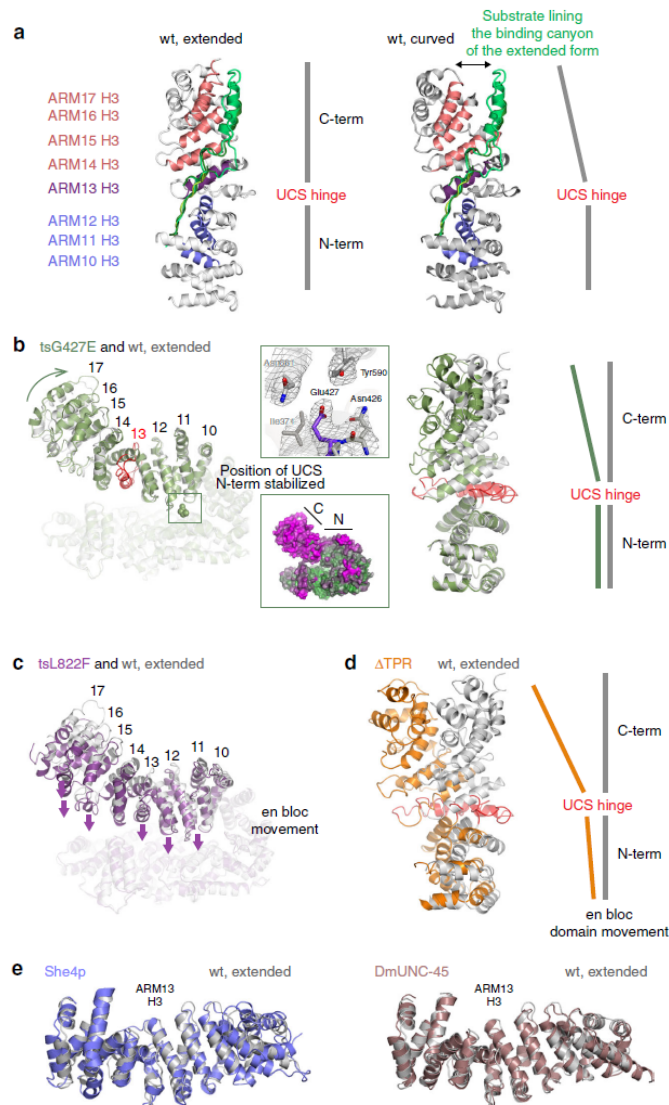 a
wt, extended
wt, curved
Substrate lining
the binding canyon
of the extended form
ARM17 H3
ARM16 H3
ARM15 H3
ARM14 H3
ARM13 H3
ARM12 H3
ARM11 H3
ARM10 H3
C-term
UCS hinge
N-term
UCS hinge
b
tsG427E and wt, extended
17
16
15
14
13
12
11
10
Position of UCS
N-term stabilized
Tyr590
Glu427
Asn426
C
N
C-term
UCS hinge
N-term
c
tsL822F and wt, extended
17
16
15
14
13
12
11
10
en bloc
movement
d
ΔTPR
wt, extended
C-term
UCS hinge
N-term
en bloc
domain movement
e
She4p
ARM13
H3
wt, extended
DmUNC-45
ARM13
H3
wt, extended